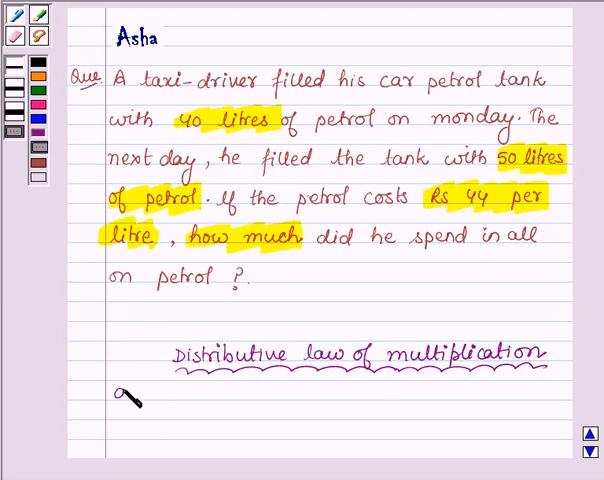 Asha
Que. A taxi-driver filled his car petrol tank
with 40 litres of petrol on monday. The
next day, he filled the tank with 50 litres
of petrol. If the petrol costs Rs 44 per
litre, how much did he spend in all
on petrol ?
Distributive law of multiplication